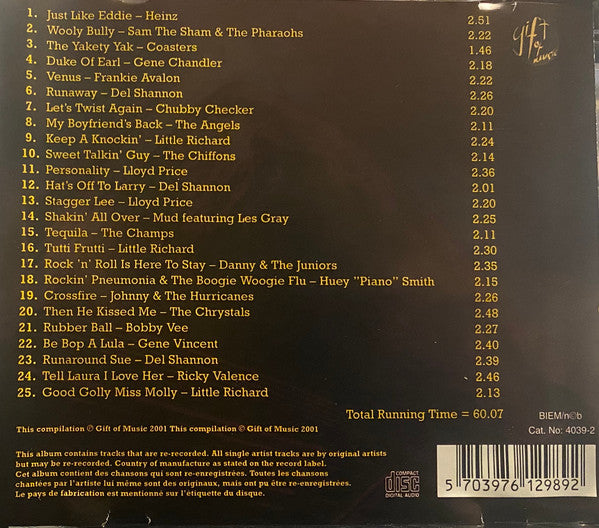 1. Just Like Eddie – Heinz 2.51
2. Wooly Bully – Sam The Sham & The Pharaohs 2.22
3. The Yakety Yak – Coasters 1.46
4. Duke Of Earl – Gene Chandler 2.18
5. Venus – Frankie Avalon 2.22
6. Runaway – Del Shannon 2.26
7. Let's Twist Again – Chubby Checker 2.20
8. My Boyfriend's Back – The Angels 2.11
9. Keep A Knockin' – Little Richard 2.24
10. Sweet Talkin' Guy – The Chiffons 2.14
11. Personality – Lloyd Price 2.36
12. Hat's Off To Larry – Del Shannon 2.01
13. Stagger Lee – Lloyd Price 2.20
14. Shakin' All Over – Mud featuring Les Gray 2.25
15. Tequila – The Champs 2.11
16. Tutti Frutti – Little Richard 2.30
17. Rock 'n' Roll Is Here To Stay – Danny & The Juniors 2.35
18. Rockin' Pneumonia & The Boogie Woogie Flu – Huey "Piano" Smith 2.15
19. Crossfire – Johnny & The Hurricanes 2.26
20. Then He Kissed Me – The Chrystals 2.48
21. Rubber Ball – Bobby Vee 2.27
22. Be Bop A Lula – Gene Vincent 2.40
23. Runaround Sue – Del Shannon 2.39
24. Tell Laura I Love Her – Ricky Valence 2.46
25. Good Golly Miss Molly – Little Richard 2.13
Total Running Time = 60.07
gift of music
BIEM/n©b
Cat. No: 4039-2
This compilation ℗ Gift of Music 2001 This compilation © Gift of Music 2001
This album contains tracks that are re-recorded. All single artist tracks are by original artists
but may be re-recorded. Country of manufacture as stated on the record label.
Cet album contient des chansons qui sont re-enregistrées. Toutes les chansons
chantées par l'artiste lui même sont des originaux, mais ont pu être re-enregistrées.
Le pays de fabrication est mentionné sur l'étiquette du disque.
COMPACT
disc
DIGITAL AUDIO
5 703976 129892